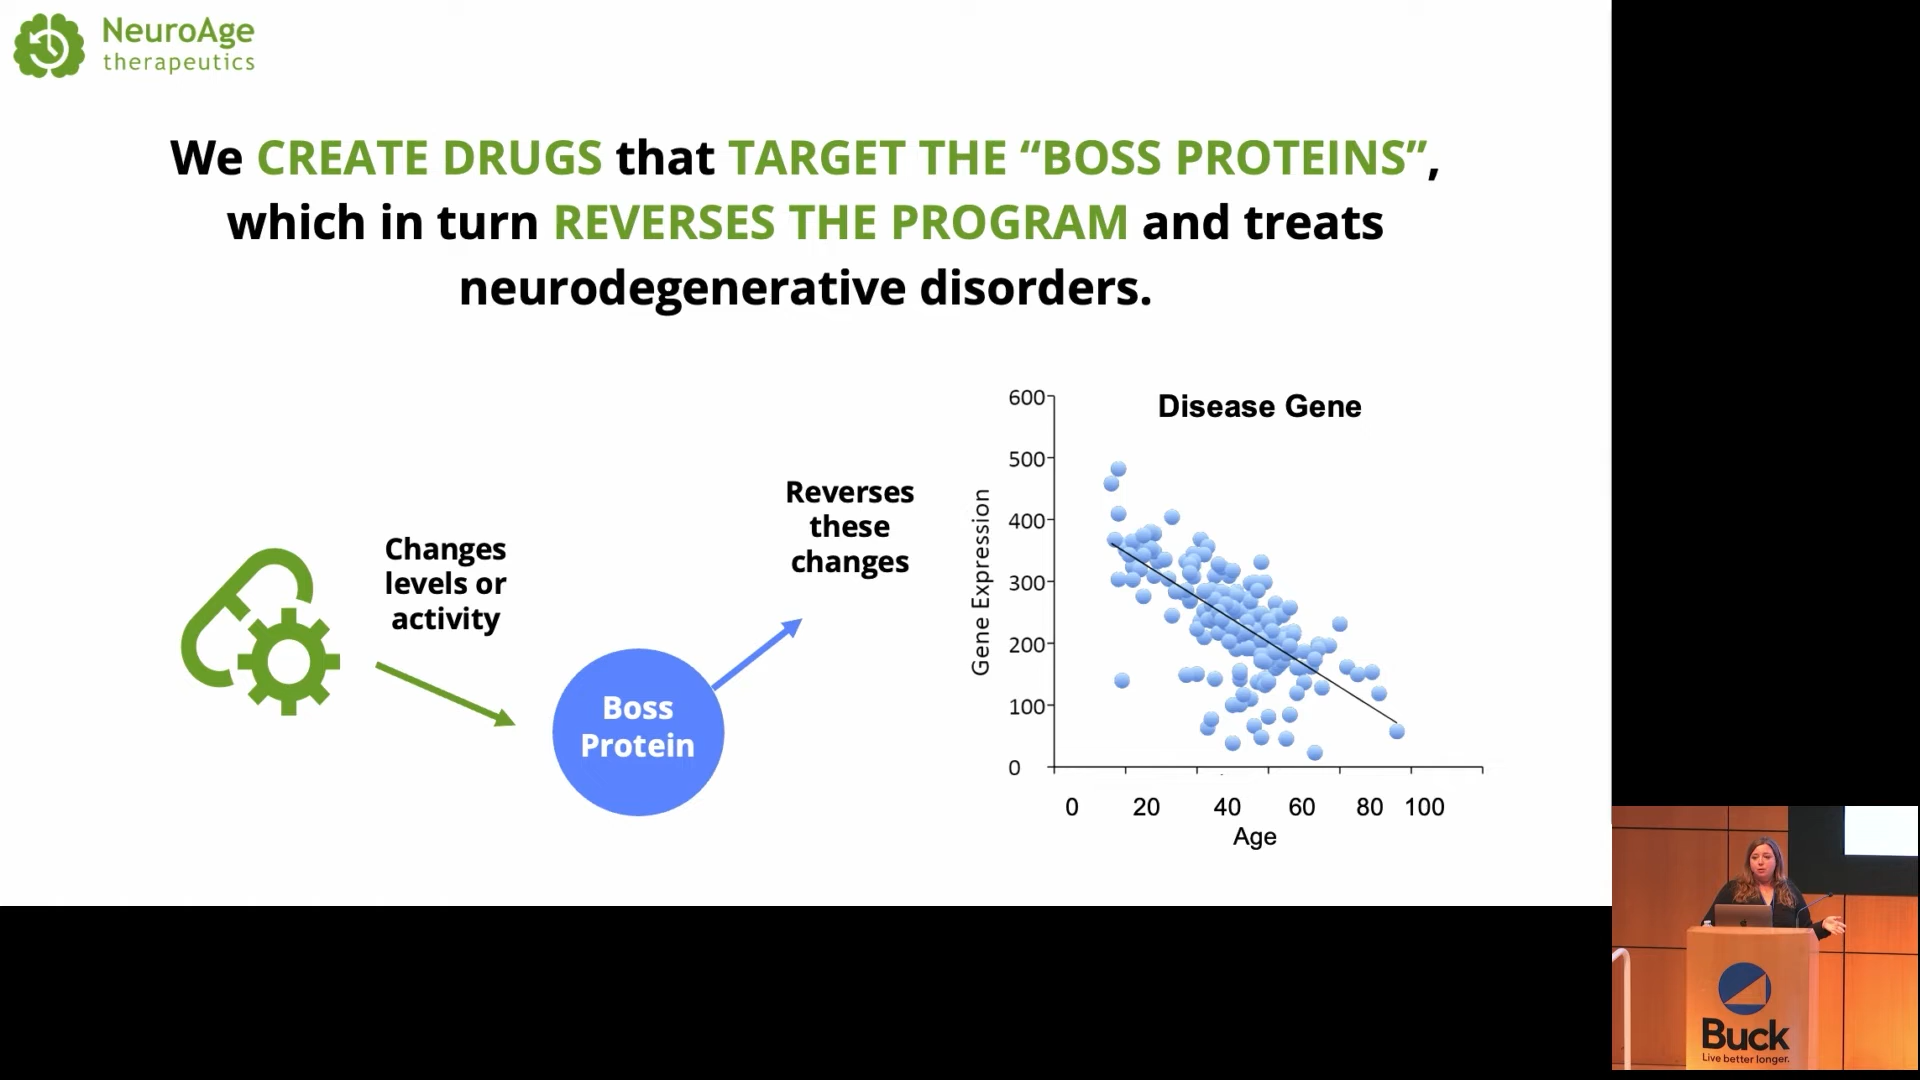 NeuroAge
therapeutics
We CREATE DRUGS that TARGET THE “BOSS PROTEINS”,
which in turn REVERSES THE PROGRAM and treats
neurodegenerative disorders.
Changes
levels or
activity
Boss
Protein
Reverses
these
changes
Disease Gene
Gene Expression
600
500
400
300
200
100
0
0 20 40 60 80 100
Age
Buck
Live better longer.